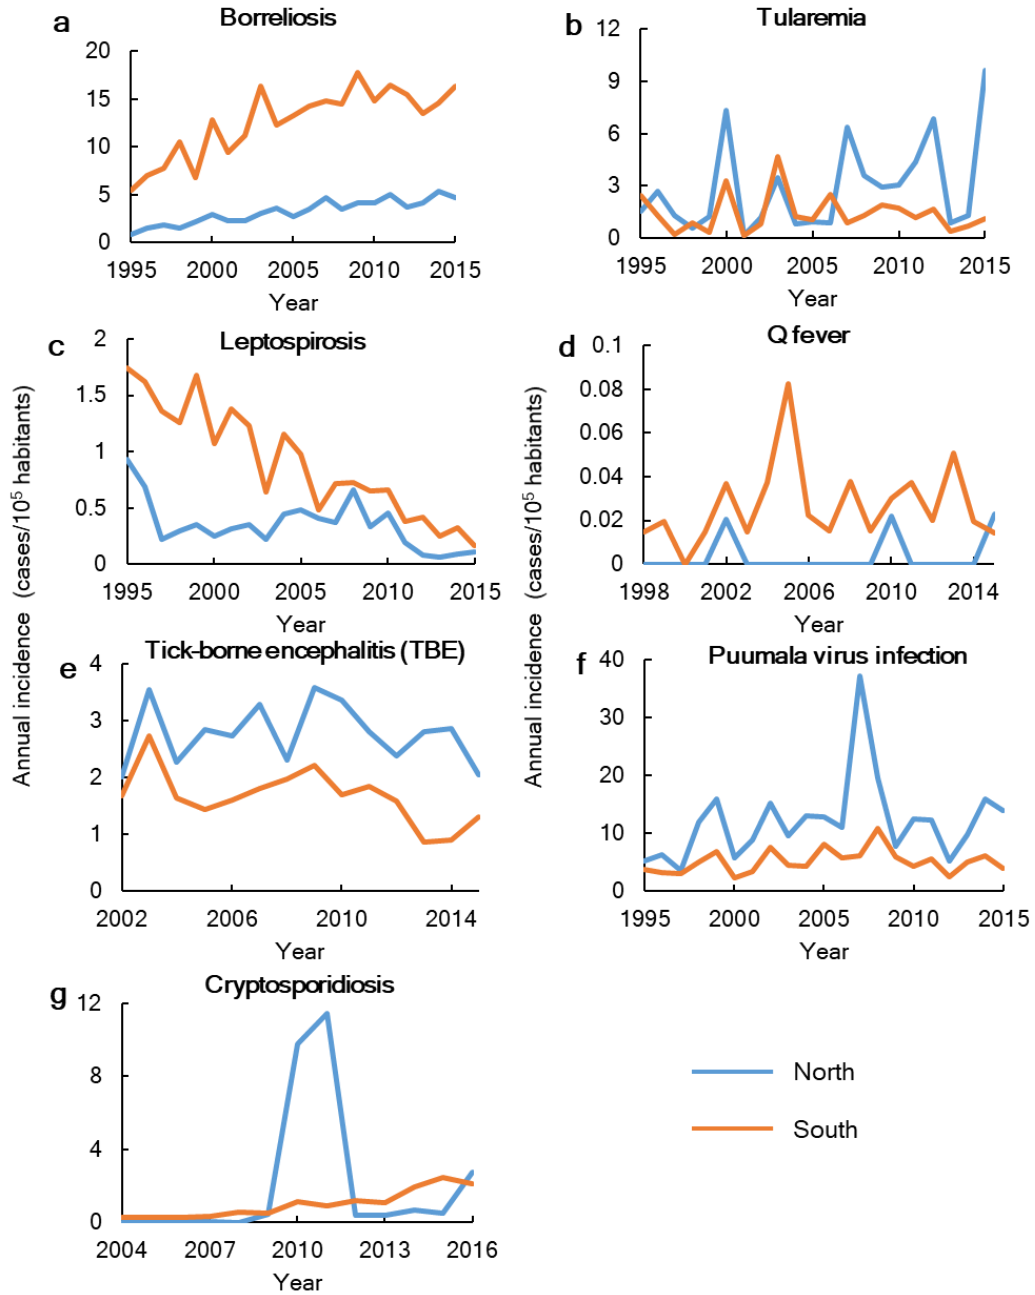 a
Borreliosis
20
15
10
5
0
1995 2000 2005 2010 2015
Year
b
Tularemia
12
9
6
3
0
1995 2000 2005 2010 2015
Year
c
Leptospirosis
2
1.5
1
0.5
0
1995 2000 2005 2010 2015
Year
d
Q fever
0.1
0.08
0.06
0.04
0.02
0
1998 2002 2006 2010 2014
Year
Annual incidence (cases/10⁵ habitants)
Annual incidence (cases/10⁵ habitants)
e
Tick-borne encephalitis (TBE)
4
3
2
1
0
2002 2006 2010 2014
Year
f
Puumala virus infection
40
30
20
10
0
1995 2000 2005 2010 2015
Year
g
Cryptosporidiosis
12
8
4
0
2004 2007 2010 2013 2016
Year
North
South